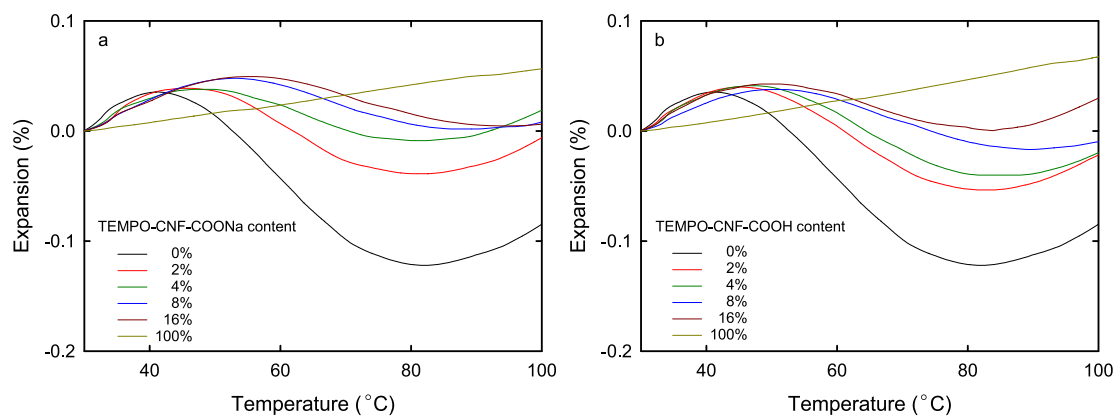 a
0.1
0.0
-0.1
-0.2
Expansion (%)
TEMPO-CNF-COONa content
0%
2%
4%
8%
16%
100%
40 60 80 100
Temperature (°C)
b
0.1
0.0
-0.1
-0.2
Expansion (%)
TEMPO-CNF-COOH content
0%
2%
4%
8%
16%
100%
40 60 80 100
Temperature (°C)